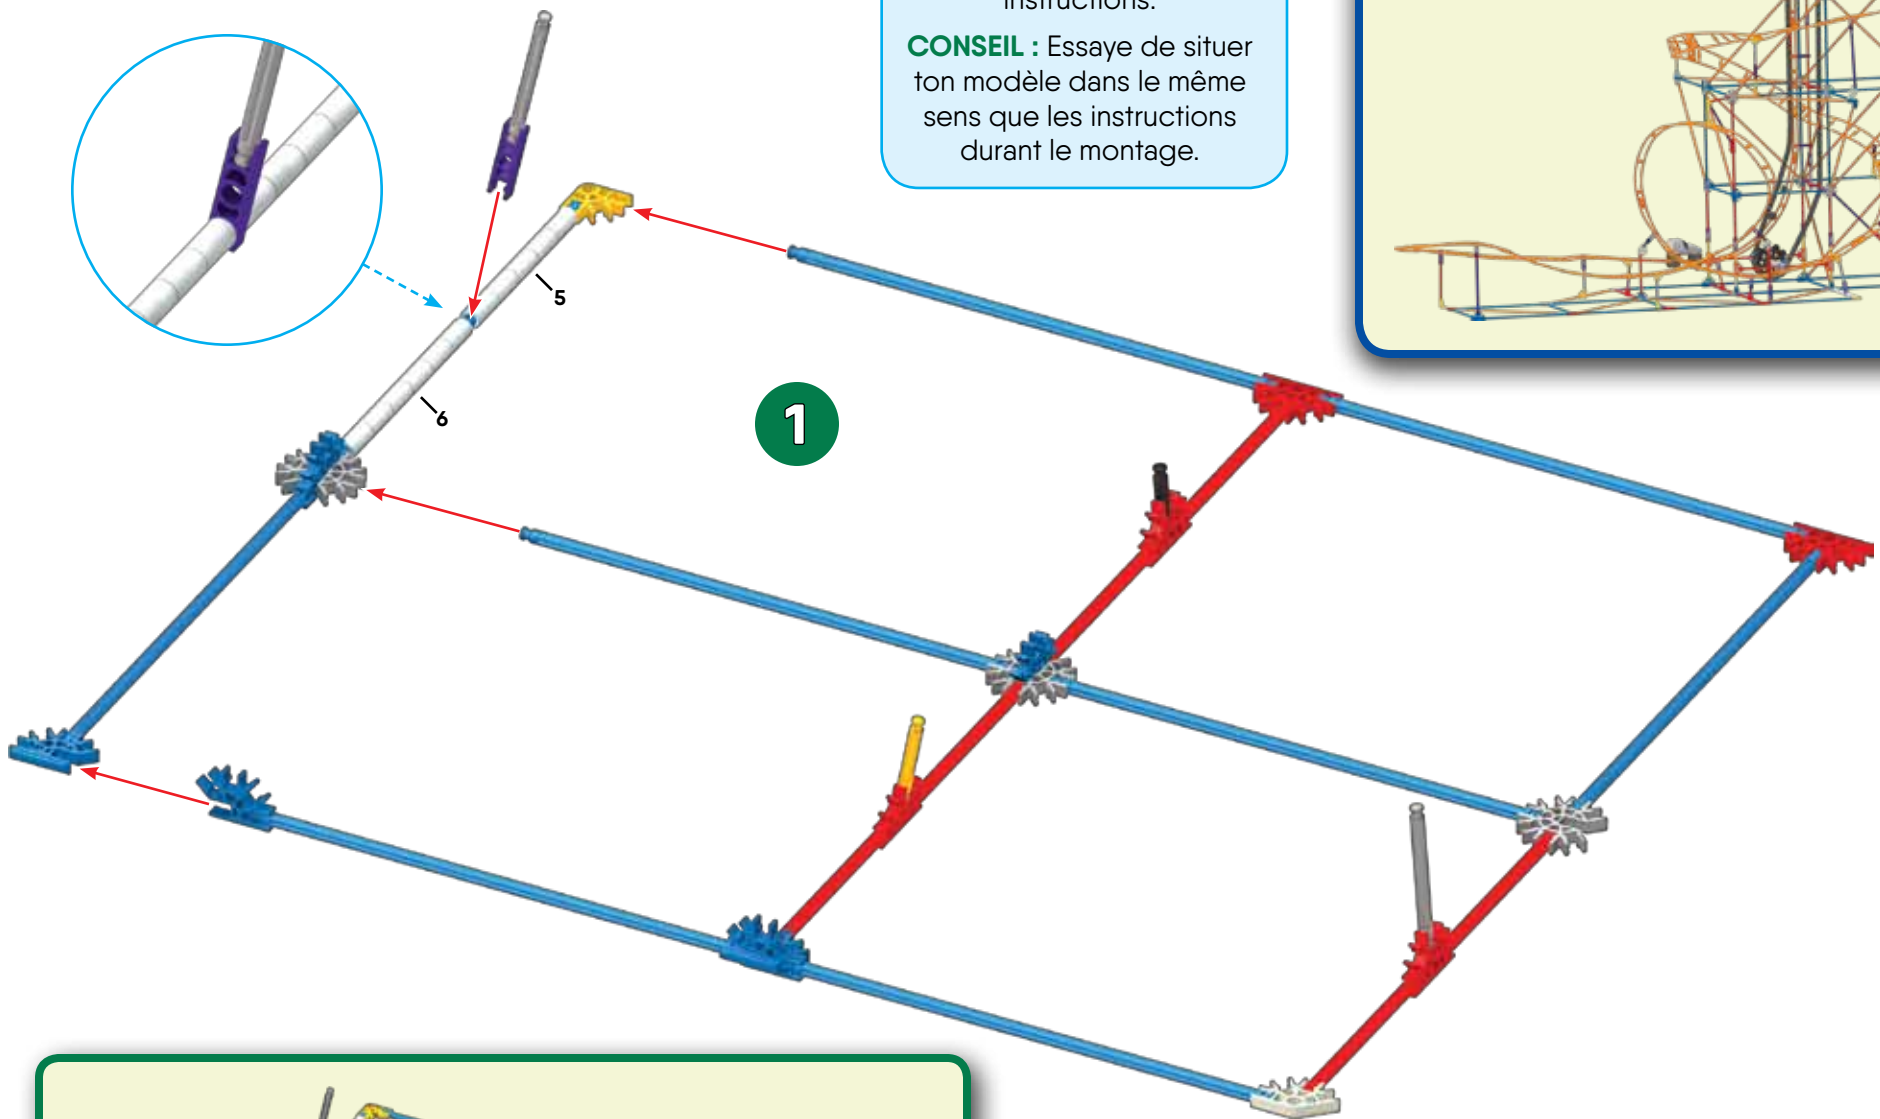 instructions.
CONSEIL : Essaye de situer
ton modèle dans le même
sens que les instructions
durant le montage.
5
6
1